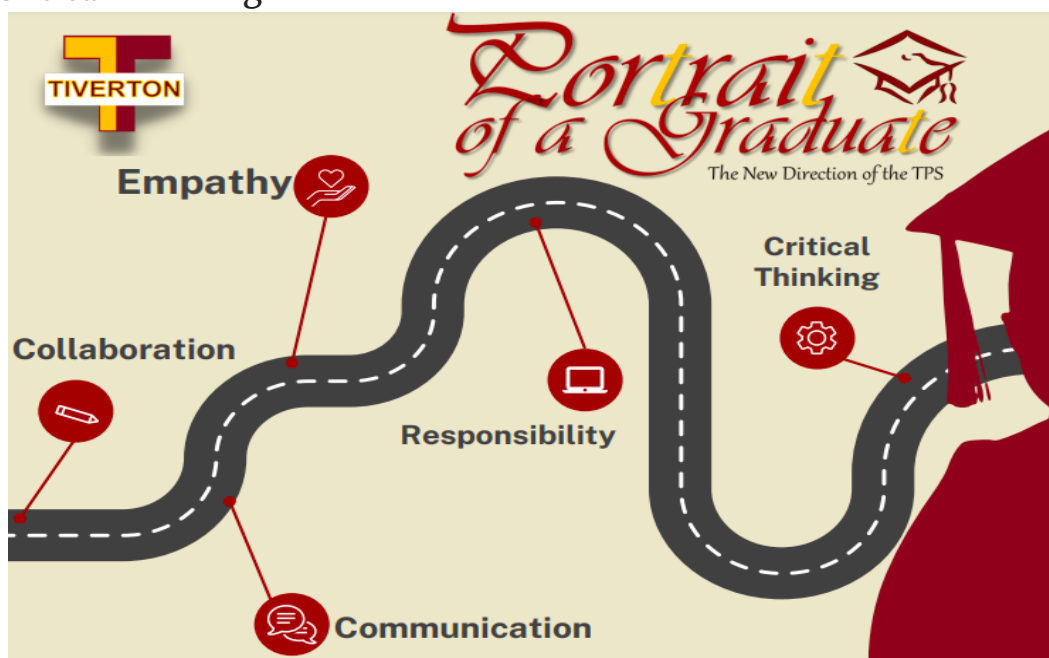 TIVERTON
Portrait
of a Graduate
The New Direction of the TPS
Empathy
Critical
Thinking
Collaboration
Responsibility
Communication